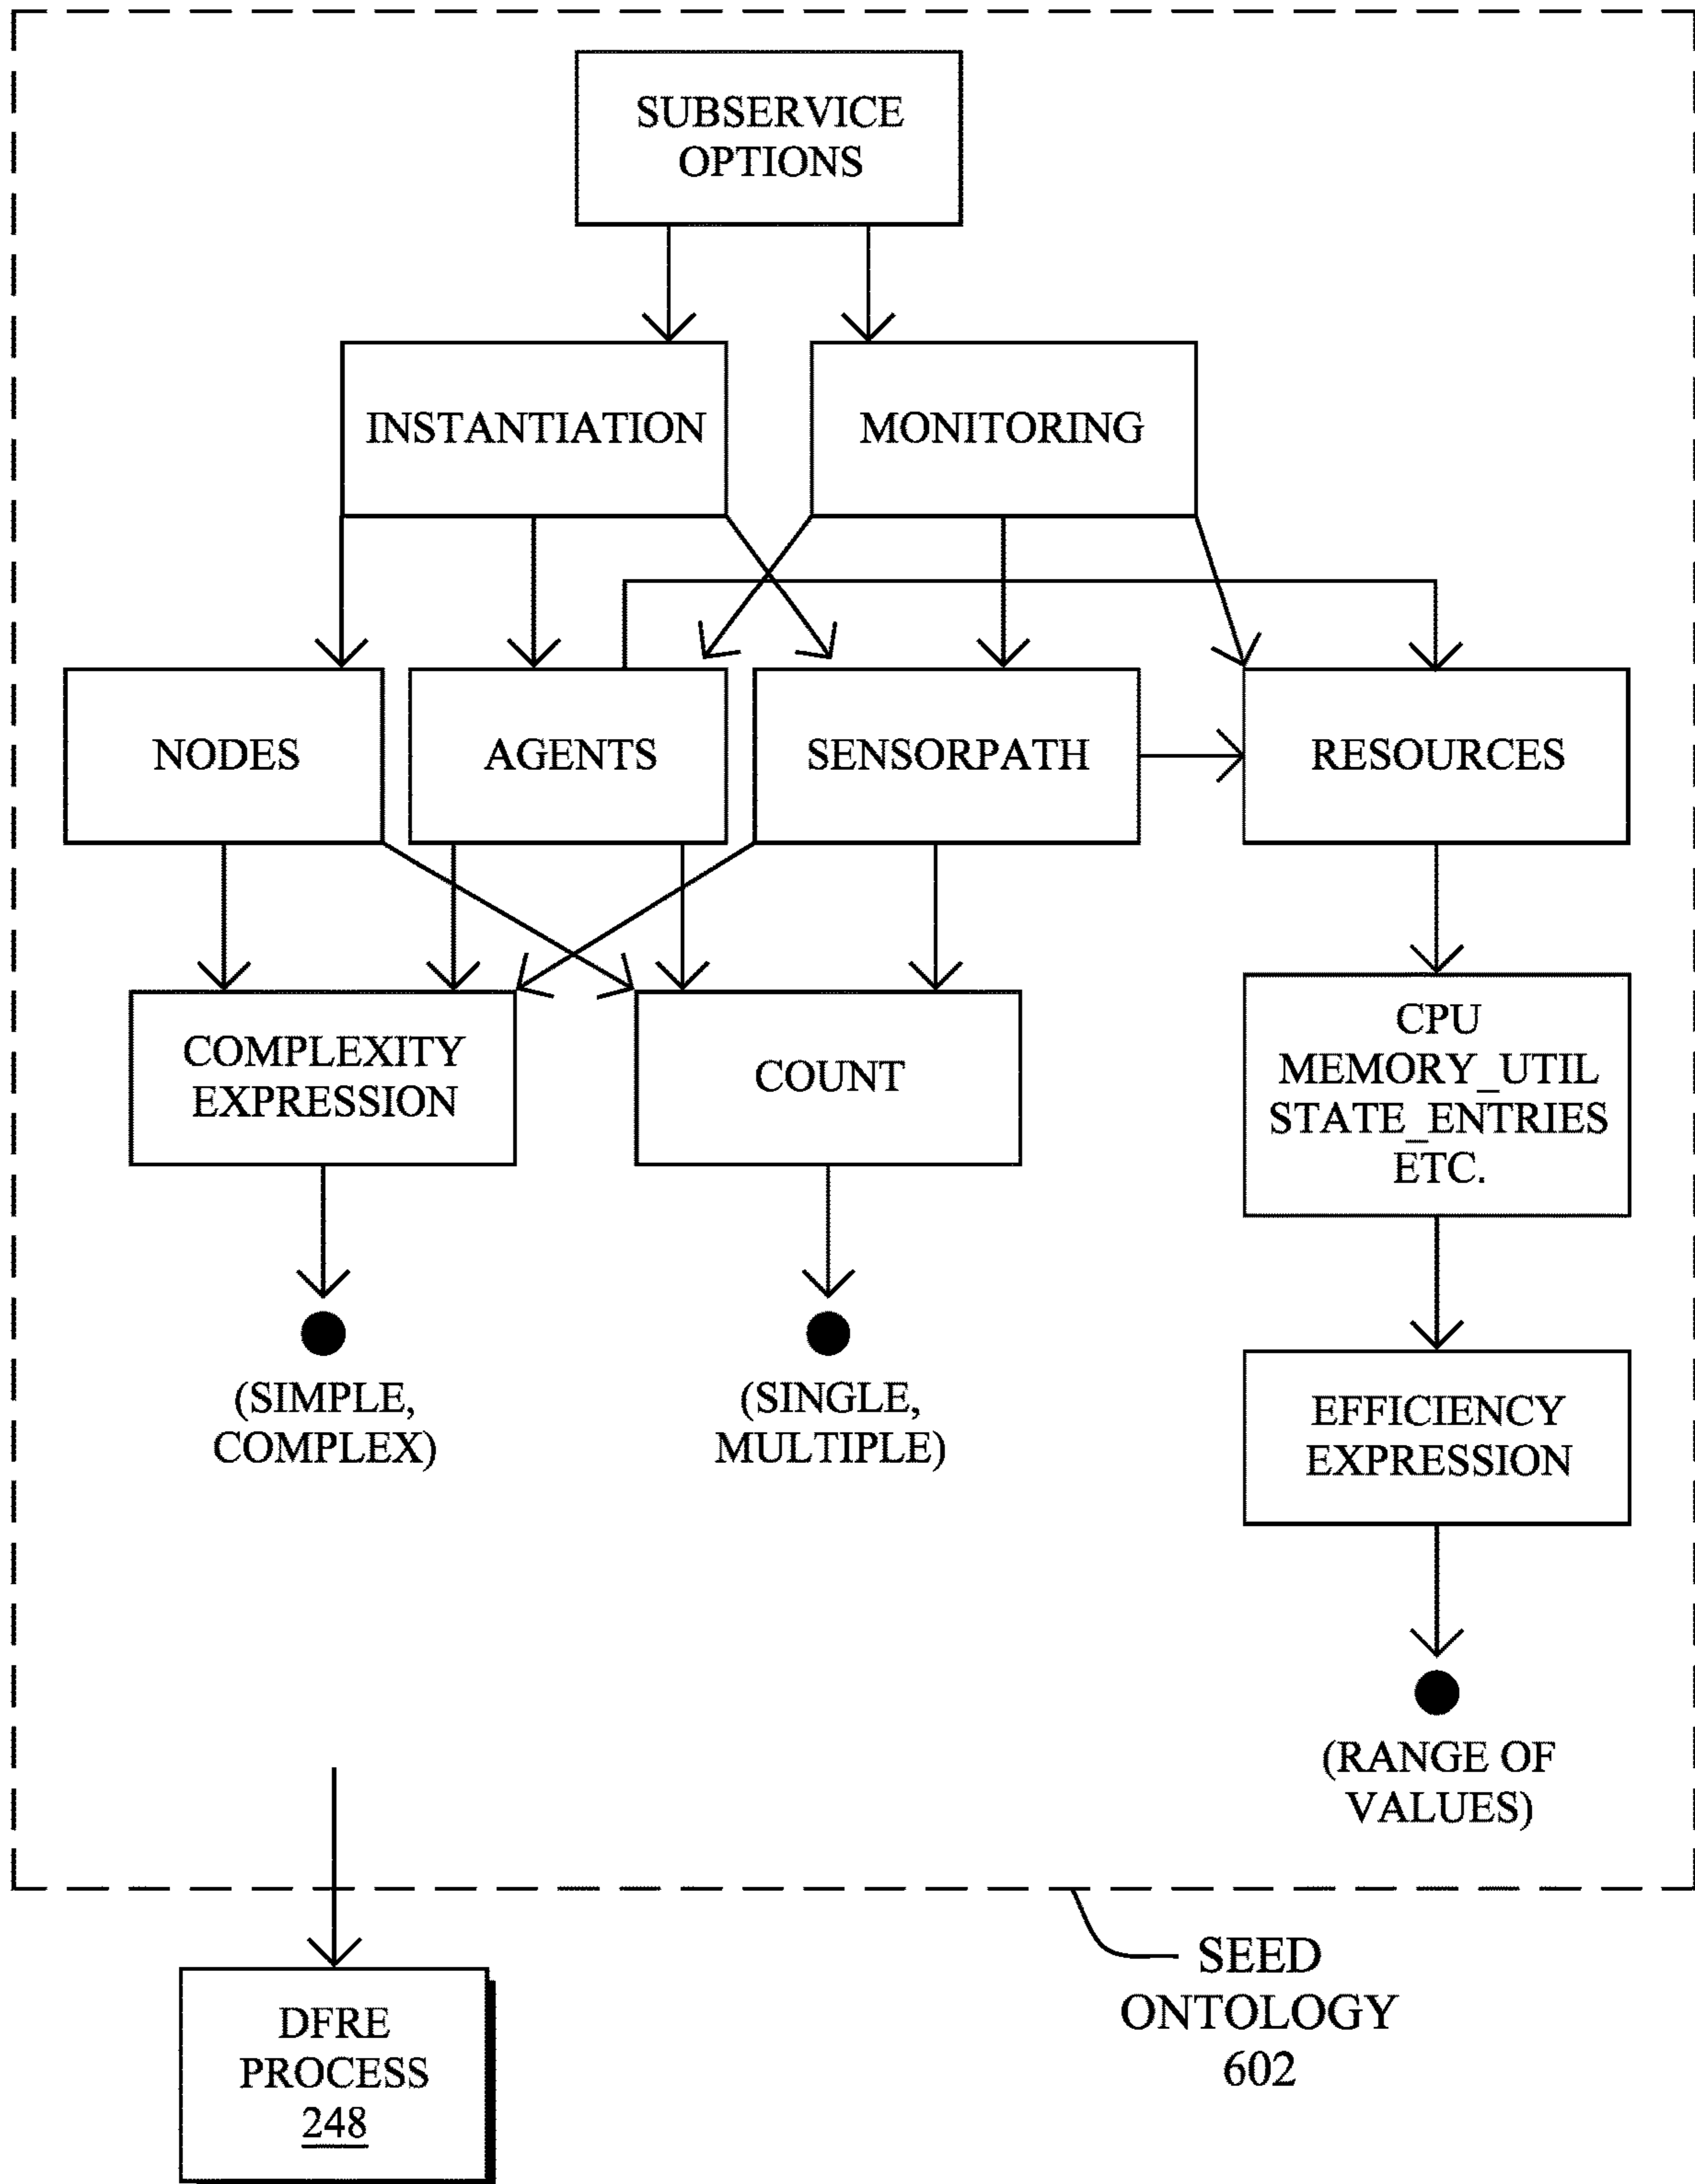 SUBSERVICE
OPTIONS
INSTANTIATION
MONITORING
NODES
AGENTS
SENSORPATH
RESOURCES
COMPLEXITY
EXPRESSION
COUNT
CPU
MEMORY_UTIL
STATE_ENTRIES
ETC.
(SIMPLE,
COMPLEX)
(SINGLE,
MULTIPLE)
EFFICIENCY
EXPRESSION
(RANGE OF
VALUES)
SEED
ONTOLOGY
602
DFRE
PROCESS
248